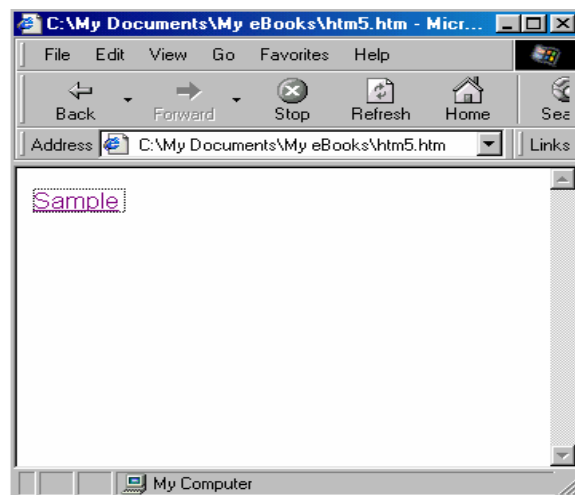 C:\My Documents\My eBooks\htm5.htm - Micr...
File Edit View Go Favorites Help
Back Forward Stop Refresh Home Sea
Address C:\My Documents\My eBooks\htm5.htm Links
Sample
My Computer